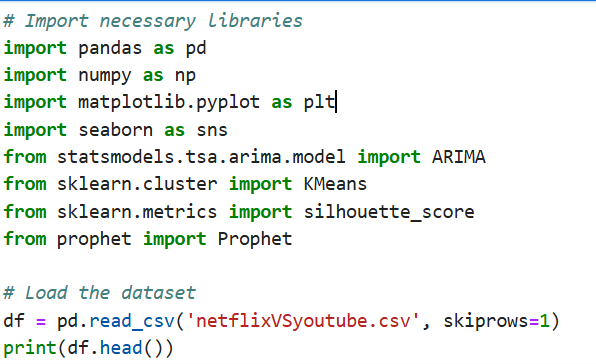 # Import necessary libraries
import pandas as pd
import numpy as np
import matplotlib.pyplot as plt
import seaborn as sns
from statsmodels.tsa.arima.model import ARIMA
from sklearn.cluster import KMeans
from sklearn.metrics import silhouette_score
from prophet import Prophet

# Load the dataset
df = pd.read_csv('netflixVSyoutube.csv', skiprows=1)
print(df.head())